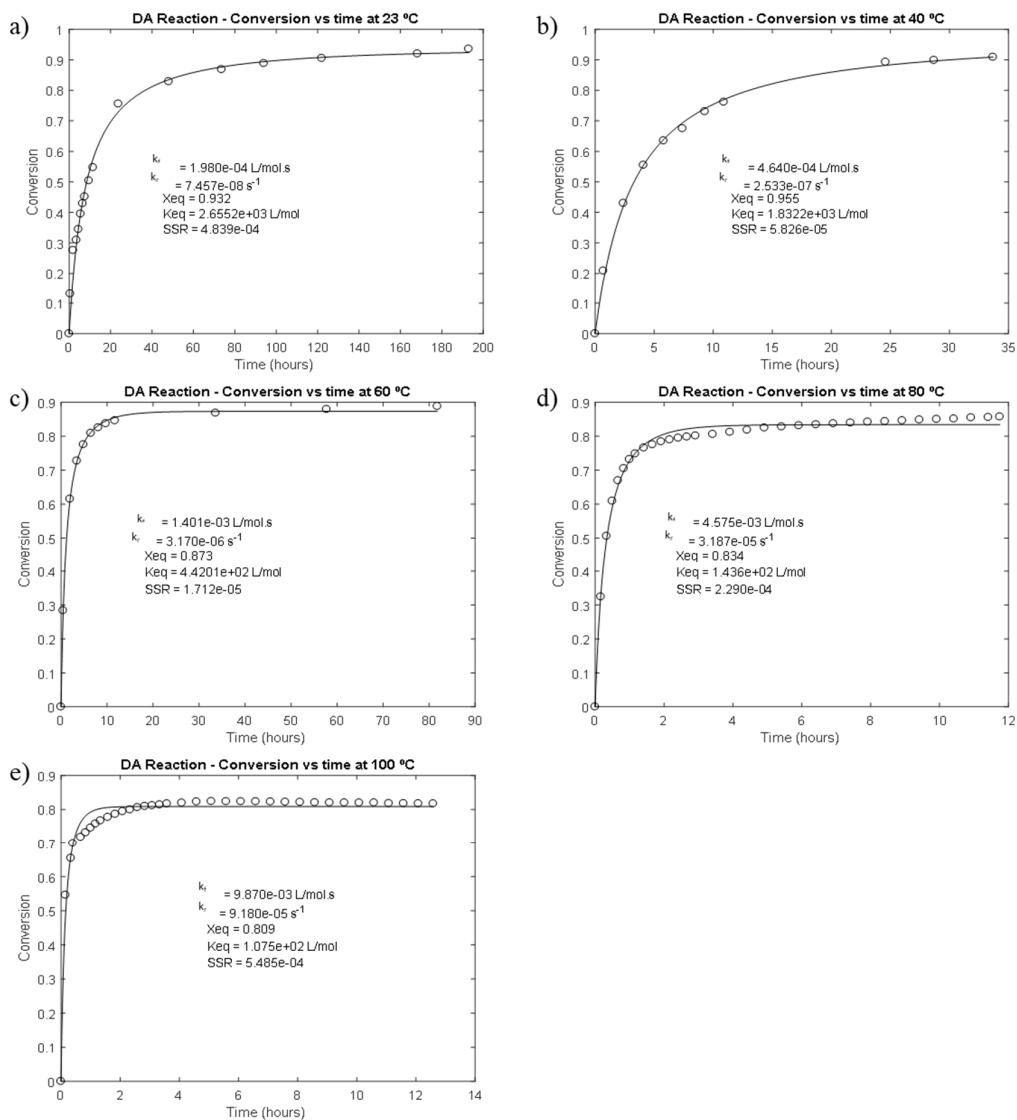 a)
DA Reaction - Conversion vs time at 23 ºC
1
0.9
0.8
0.7
0.6
0.5
0.4
0.3
0.2
0.1
0
Conversion
kf = 1.980e-04 L/mol.s
kr = 7.457e-08 s-1
Xeq = 0.932
Keq = 2.6552e+03 L/mol
SSR = 4.839e-04
0 20 40 60 80 100 120 140 160 180 200
Time (hours)
b)
DA Reaction - Conversion vs time at 40 ºC
1
0.9
0.8
0.7
0.6
0.5
0.4
0.3
0.2
0.1
0
Conversion
kf = 4.640e-04 L/mol.s
kr = 2.533e-07 s-1
Xeq = 0.955
Keq = 1.8322e+03 L/mol
SSR = 5.826e-05
0 5 10 15 20 25 30 35
Time (hours)
c)
DA Reaction - Conversion vs time at 60 ºC
0.9
0.8
0.7
0.6
0.5
0.4
0.3
0.2
0.1
0
Conversion
kf = 1.401e-03 L/mol.s
kr = 3.170e-06 s-1
Xeq = 0.873
Keq = 4.4201e+02 L/mol
SSR = 1.712e-05
0 10 20 30 40 50 60 70 80 90
Time (hours)
d)
DA Reaction - Conversion vs time at 80 ºC
0.9
0.8
0.7
0.6
0.5
0.4
0.3
0.2
0.1
0
Conversion
kf = 4.575e-03 L/mol.s
kr = 3.187e-05 s-1
Xeq = 0.834
Keq = 1.436e+02 L/mol
SSR = 2.290e-04
0 2 4 6 8 10 12
Time (hours)
e)
DA Reaction - Conversion vs time at 100 ºC
0.9
0.8
0.7
0.6
0.5
0.4
0.3
0.2
0.1
0
Conversion
kf = 9.870e-03 L/mol.s
kr = 9.180e-05 s-1
Xeq = 0.809
Keq = 1.075e+02 L/mol
SSR = 5.485e-04
0 2 4 6 8 10 12 14
Time (hours)